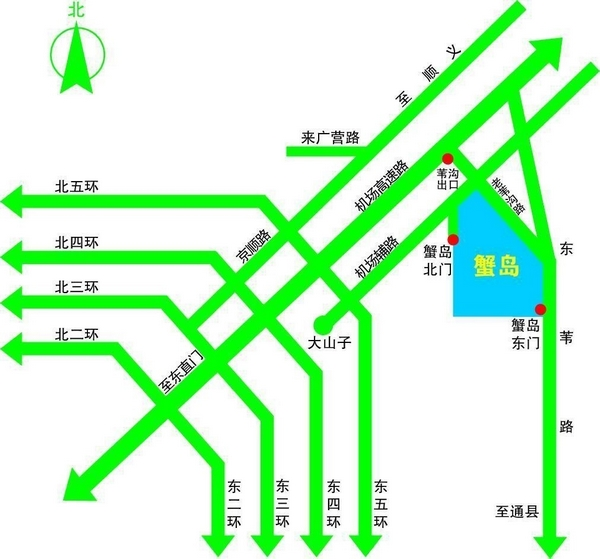 北
至顺义
来广营路
苇沟
出口
机场高速路
老苇沟路
北五环
京顺路
机场辅路
北四环
蟹岛
北门
蟹岛
东
北三环
蟹岛
东门
苇
北二环
大山子
至东直门
路
东二环
东三环
东四环
东五环
至通县